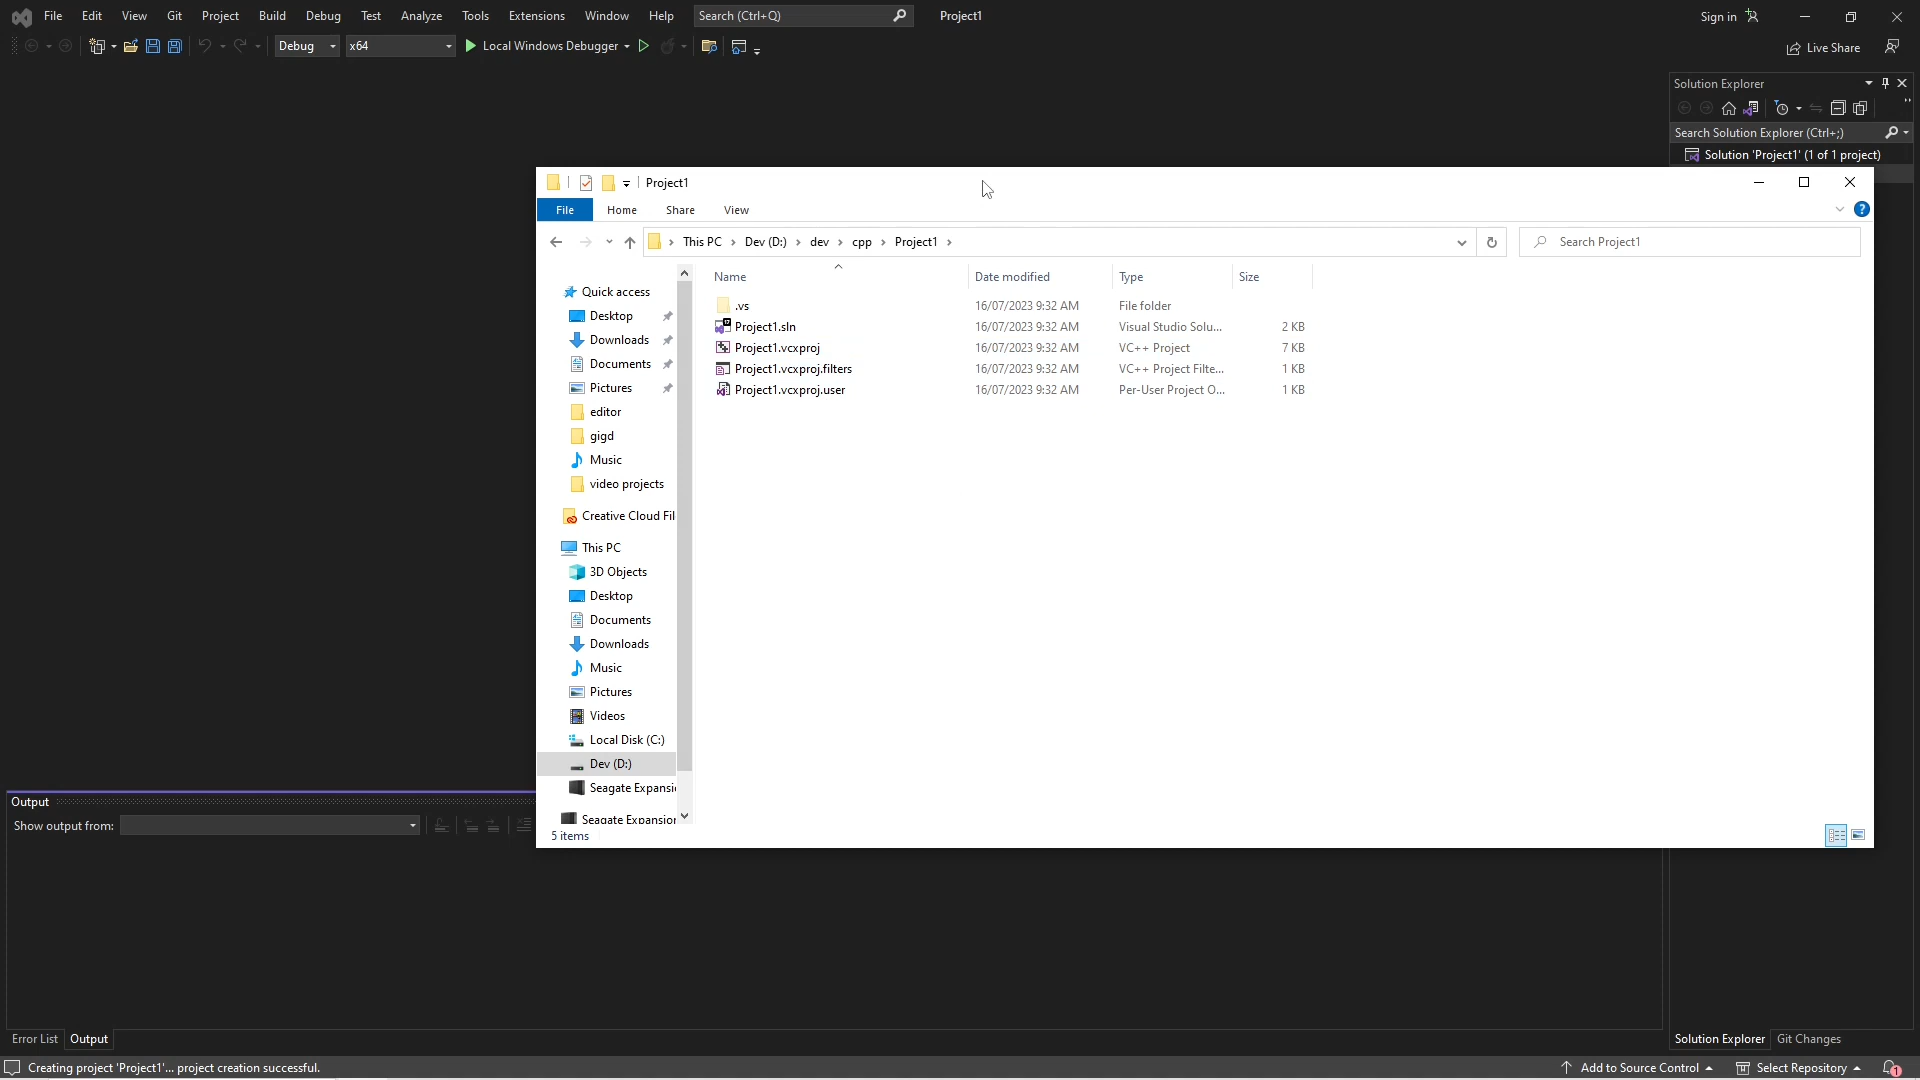 File Edit View Git Project Build Debug Test Analyze Tools Extensions Window Help Search (Ctrl+Q) Project1 Sign in
Debug x64 Local Windows Debugger Live Share
Solution Explorer
Search Solution Explorer (Ctrl+;)
Solution 'Project1' (1 of 1 project)
Project1
File Home Share View
This PC Dev (D:) dev cpp Project1 Search Project1
Name Date modified Type Size
.vs 16/07/2023 9:32 AM File folder
Project1.sln 16/07/2023 9:32 AM Visual Studio Solu... 2 KB
Project1.vcxproj 16/07/2023 9:32 AM VC++ Project 7 KB
Project1.vcxproj.filters 16/07/2023 9:32 AM VC++ Project Filte... 1 KB
Project1.vcxproj.user 16/07/2023 9:32 AM Per-User Project O... 1 KB
Quick access
Desktop
Downloads
Documents
Pictures
editor
gigd
Music
video projects
Creative Cloud Fil
This PC
3D Objects
Desktop
Documents
Downloads
Music
Pictures
Videos
Local Disk (C:)
Dev (D:)
Seagate Expansi
Seagate Expansion
5 items
Output
Show output from:
Error List Output
Solution Explorer Git Changes
Creating project 'Project1'... project creation successful. Add to Source Control Select Repository 1